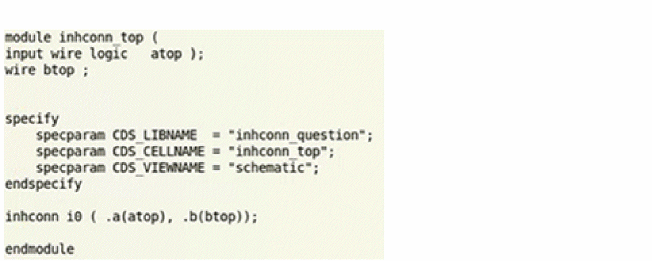 module inhconn_top (
input wire logic   atop );
wire btop ;
specify
    specparam CDS_LIBNAME  = "inhconn_question";
    specparam CDS_CELLNAME = "inhconn_top";
    specparam CDS_VIEWNAME = "schematic";
endspecify
inhconn i0 ( .a(atop), .b(btop));
endmodule